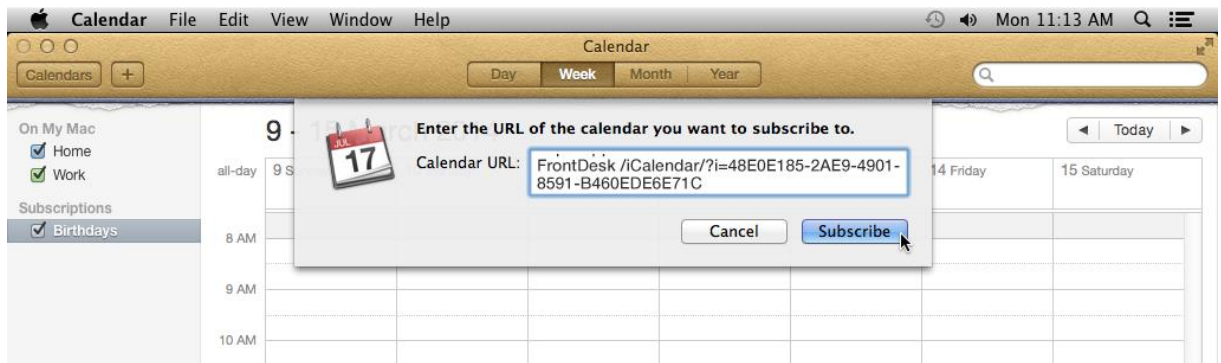 Calendar File Edit View Window Help Mon 11:13 AM
Calendar
Calendars + Day Week Month Year
On My Mac
Home
Work
Subscriptions
Birthdays
9 -
Enter the URL of the calendar you want to subscribe to.
JUL
17
Calendar URL:
FrontDesk /iCalendar/?i=48E0E185-2AE9-4901-
8591-B460EDE6E71C
Cancel Subscribe
Today
all-day 9 14 Friday 15 Saturday
8 AM
9 AM
10 AM